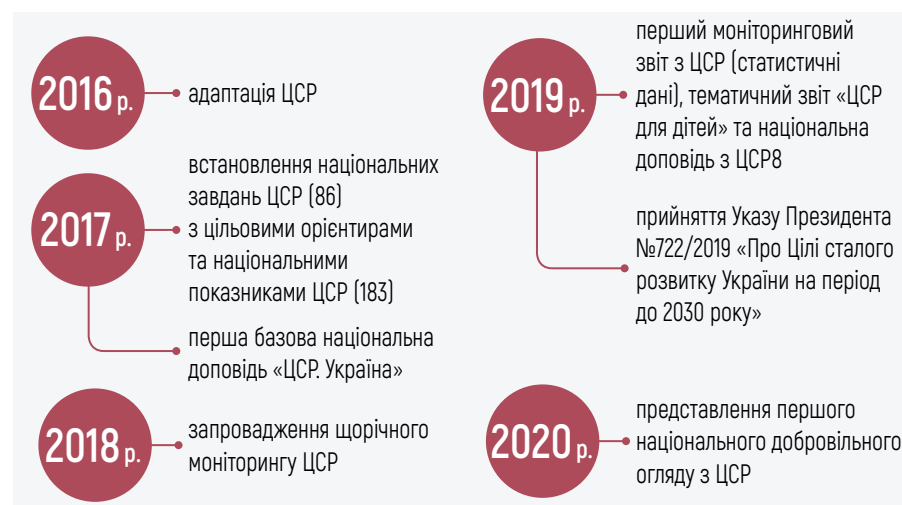 2016 р.
адаптація ЦСР
2017 р.
встановлення національних
завдань ЦСР (86)
з цільовими орієнтирами
та національними
показниками ЦСР (183)
перша базова національна
доповідь «ЦСР. Україна»
2018 р.
запровадження щорічного
моніторингу ЦСР
2019 р.
перший моніторинговий
звіт з ЦСР (статистичні
дані), тематичний звіт «ЦСР
для дітей» та національна
доповідь з ЦСР8
прийняття Указу Президента
№722/2019 «Про Цілі сталого
розвитку України на період
до 2030 року»
2020 р.
представлення першого
національного добровільного
огляду з ЦСР